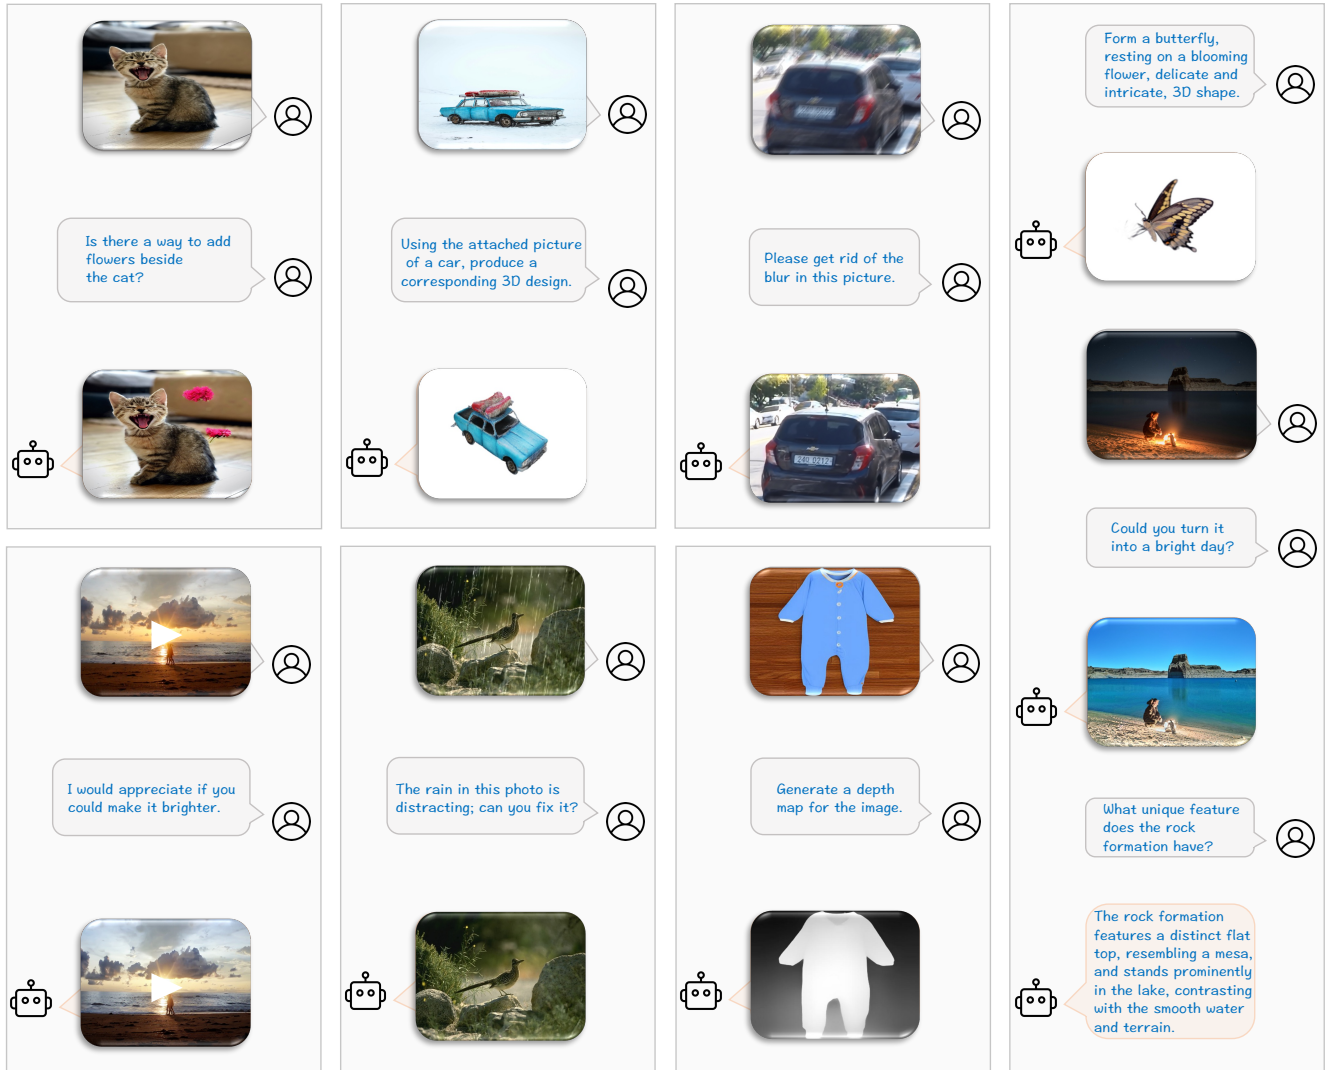 Is there a way to add
flowers beside
the cat?
Using the attached picture
of a car, produce a
corresponding 3D design.
Please get rid of the
blur in this picture.
I would appreciate if you
could make it brighter.
The rain in this photo is
distracting; can you fix it?
Generate a depth
map for the image.
Form a butterfly,
resting on a blooming
flower, delicate and
intricate, 3D shape.
Could you turn it
into a bright day?
What unique feature
does the rock
formation have?
The rock formation
features a distinct flat
top, resembling a mesa,
and stands prominently
in the lake, contrasting
with the smooth water
and terrain.